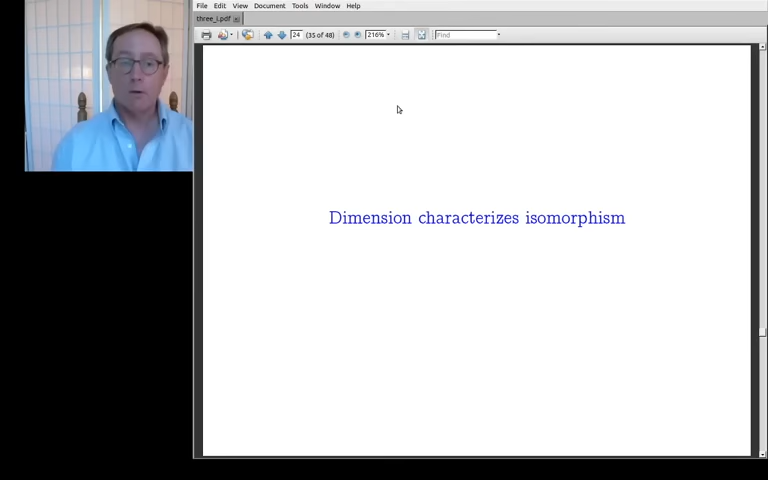 File Edit View Document Tools Window Help
three_i.pdf
24 (35 of 48) 216% Find
Dimension characterizes isomorphism